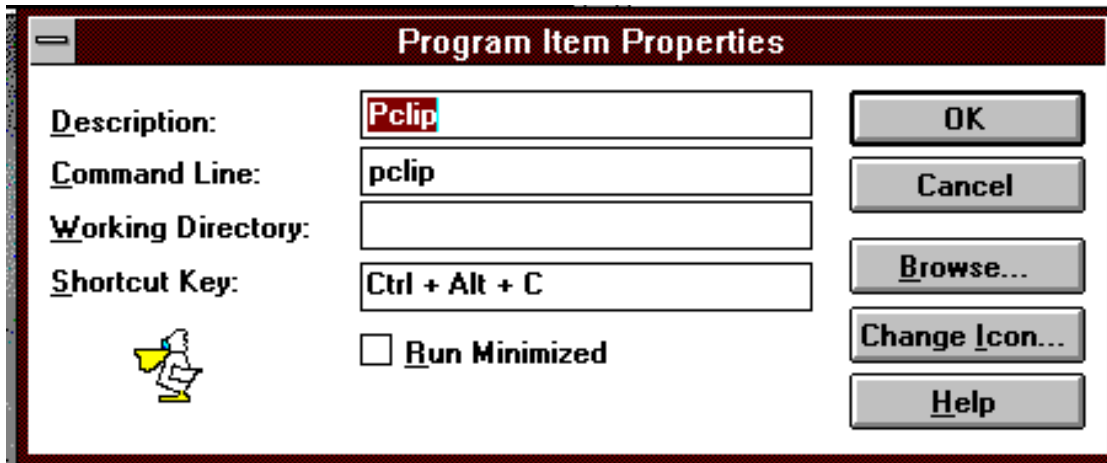 Program Item Properties
Description: Pclip
Command Line: pclip
Working Directory:
Shortcut Key: Ctrl + Alt + C
Run Minimized
OK
Cancel
Browse...
Change Icon...
Help